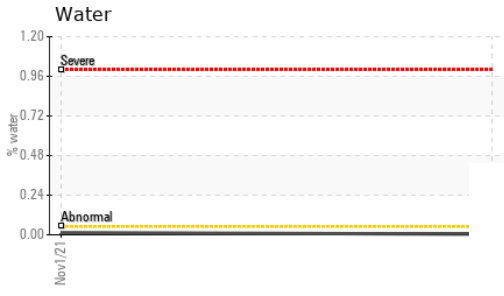 Water
1.20
Severe
0.96
0.72
% water
0.48
0.24
Abnormal
0.00
Nov1/21